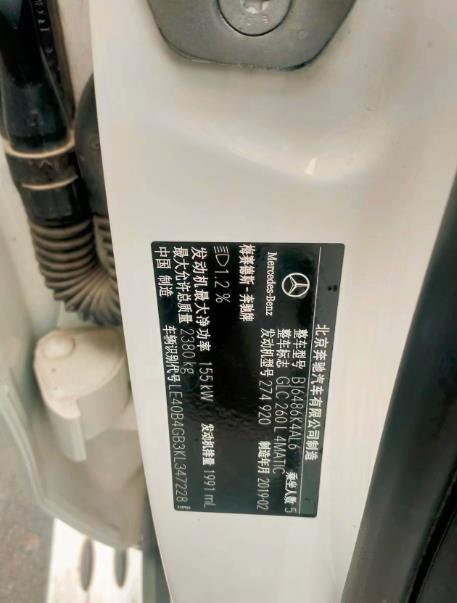 北京奔驰汽车有限公司制造
Mercedes-Benz
梅赛德斯-奔驰牌
整车型号 BJ6486X4AL6 乘坐人数 5
整车标志 GLC 260 L 4MATIC
发动机型号 274 920 制造年月 2019-02
1.2 %
发动机最大净功率 155 kW 发动机排量 1991 mL
最大允许总质量 2380 kg
车辆识别代号 LE40B4GB3KL347228
中国 制造